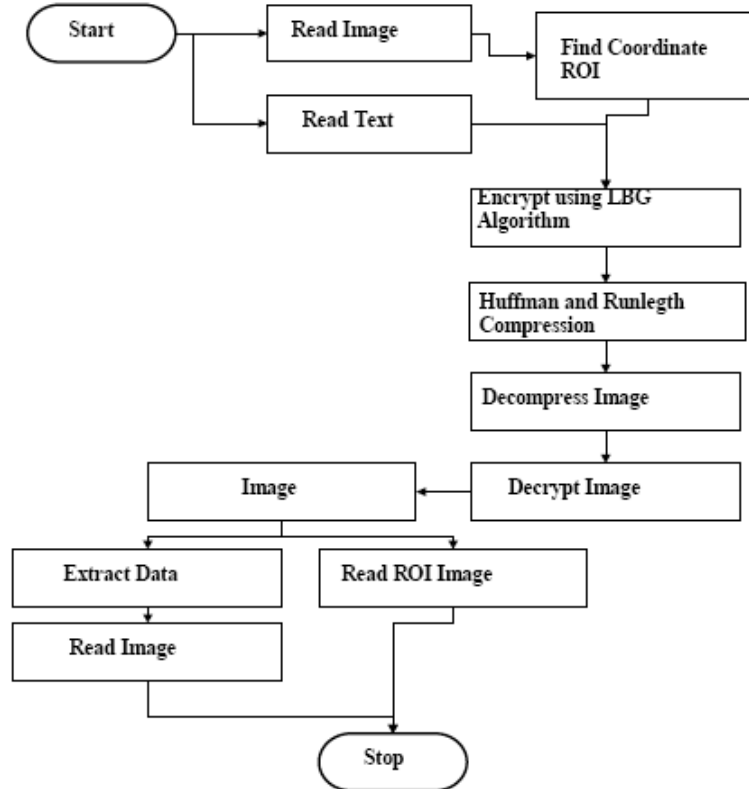 Start
Read Image
Find Coordinate
ROI
Read Text
Encrypt using LBG
Algorithm
Huffman and Runlegth
Compression
Decompress Image
Decrypt Image
Image
Extract Data
Read ROI Image
Read Image
Stop